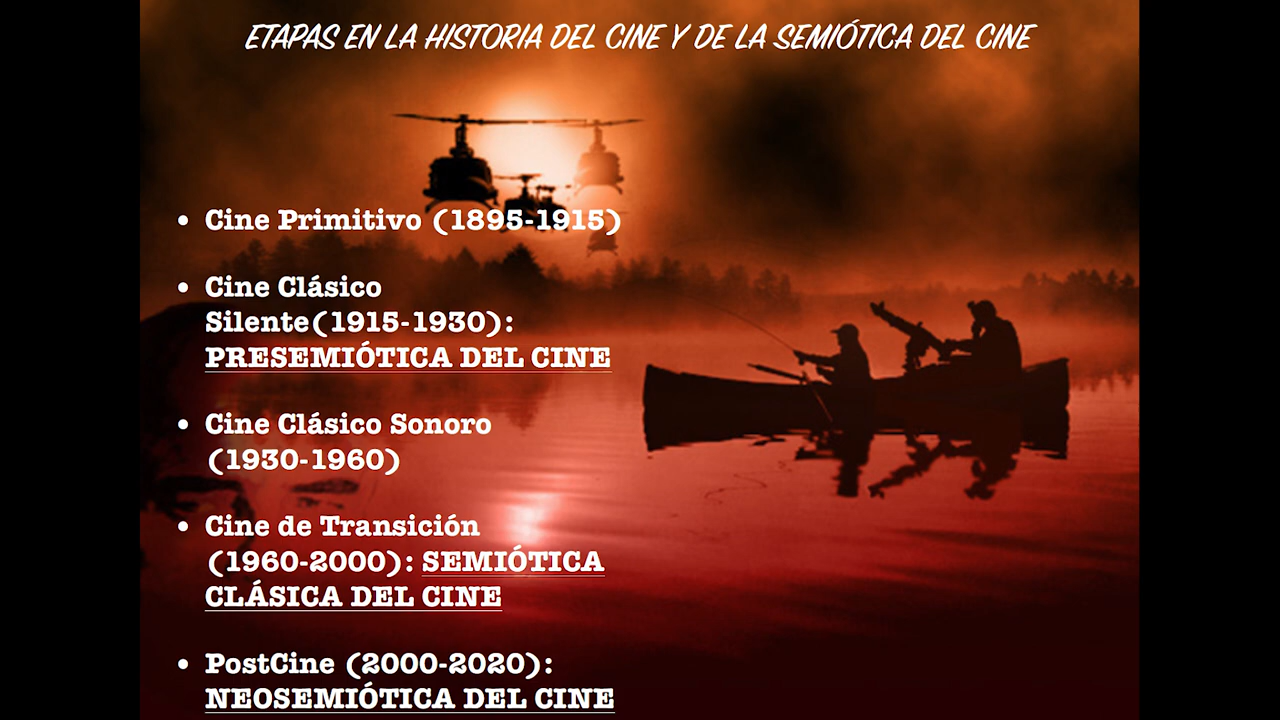 ETAPAS EN LA HISTORIA DEL CINE Y DE LA SEMIÓTICA DEL CINE
• Cine Primitivo (1895-1915)
• Cine Clásico
Silente(1915-1930):
PRESEMIÓTICA DEL CINE
• Cine Clásico Sonoro
(1930-1960)
• Cine de Transición
(1960-2000): SEMIÓTICA
CLÁSICA DEL CINE
• PostCine (2000-2020):
NEOSEMIÓTICA DEL CINE